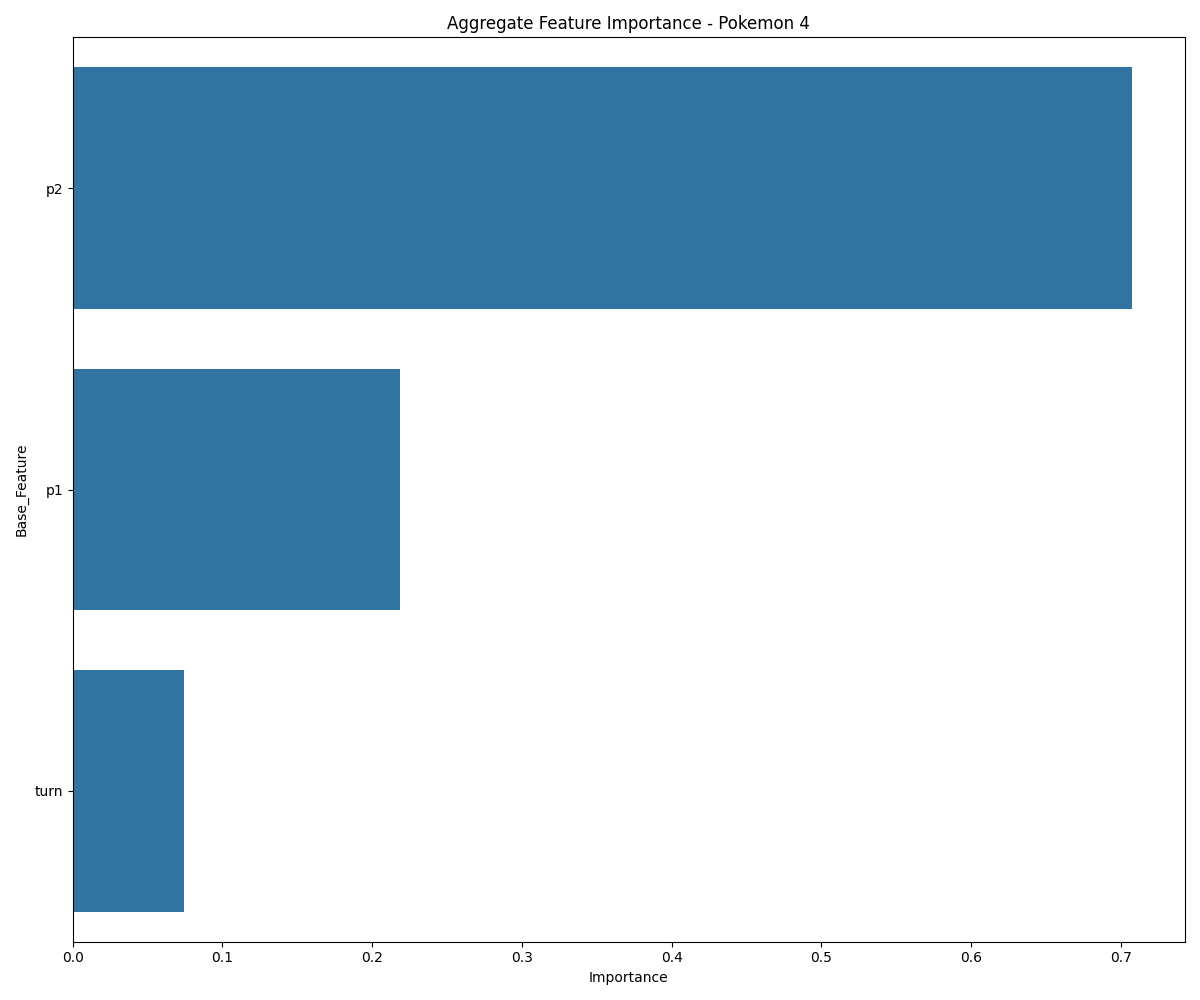 Aggregate Feature Importance - Pokemon 4
Base_Feature
p2
p1
turn
0.0 0.1 0.2 0.3 0.4 0.5 0.6 0.7
Importance